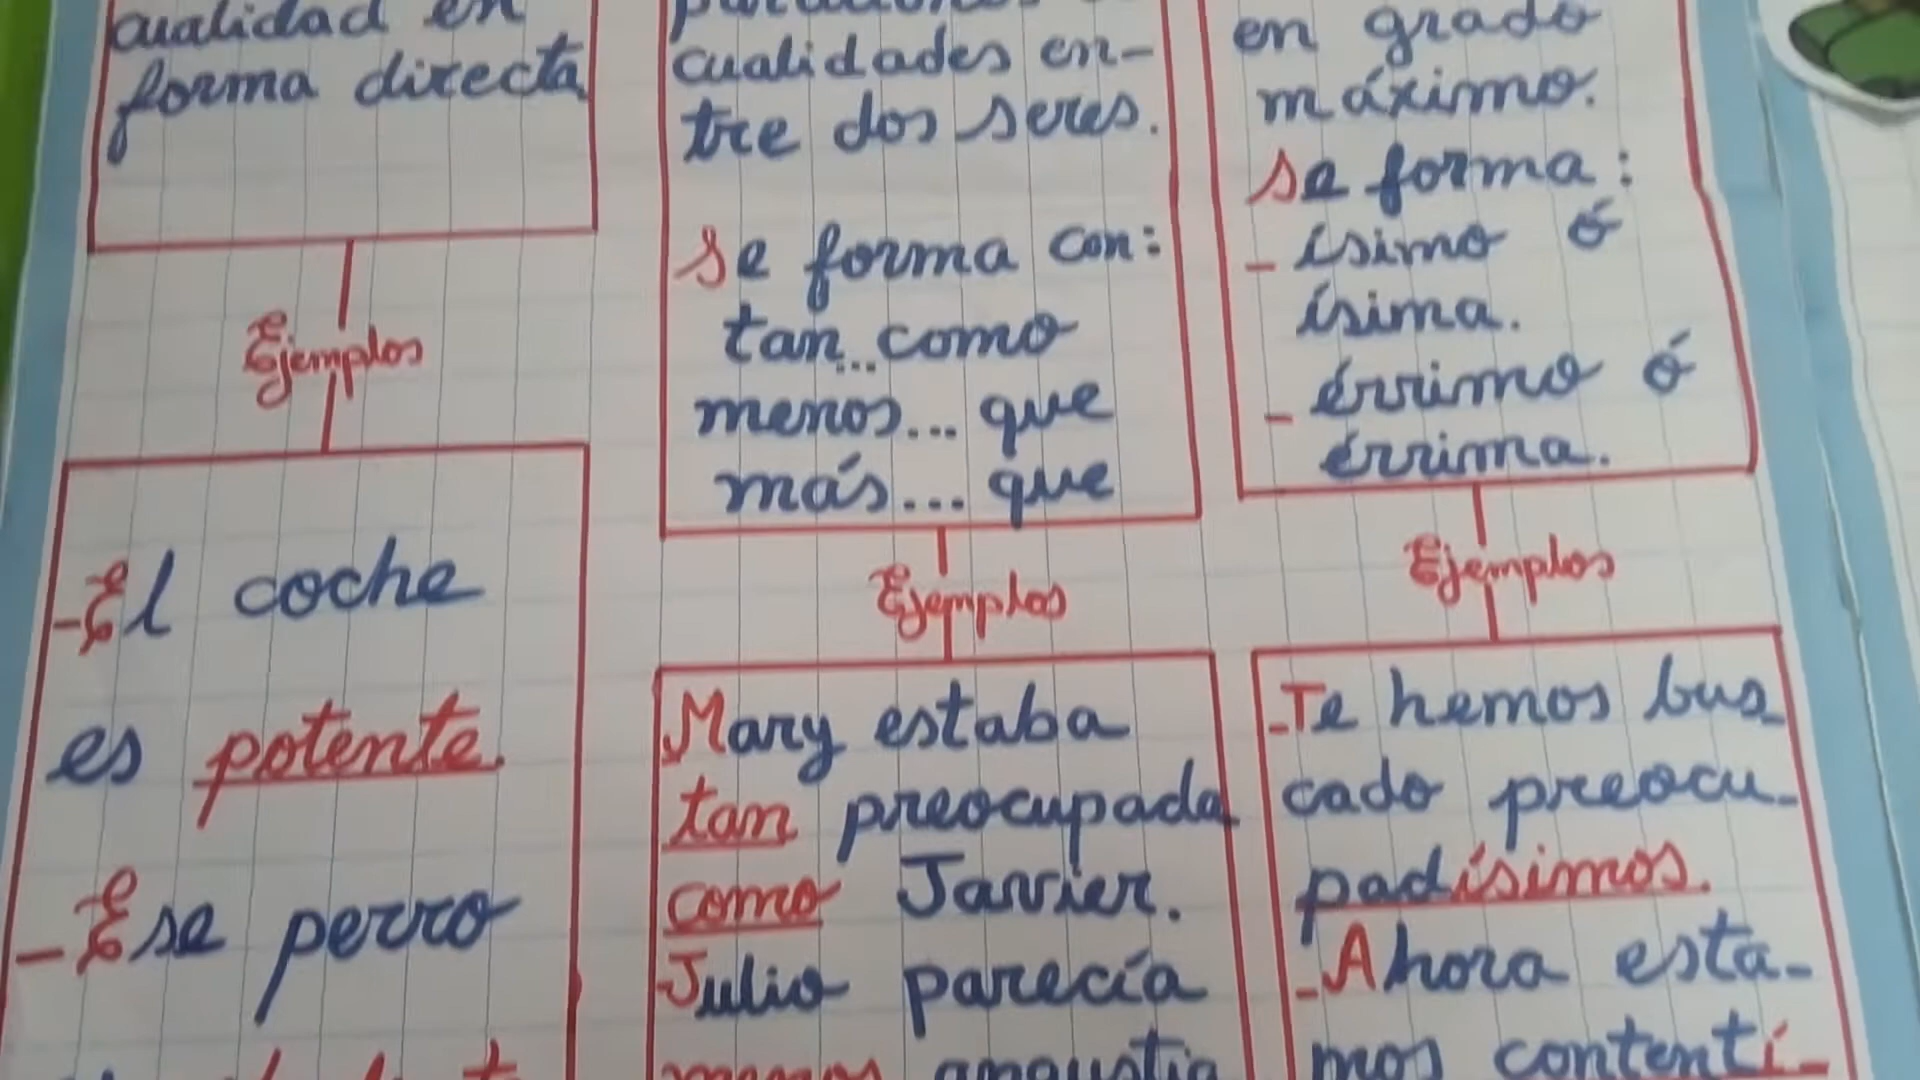 cualidad en
forma directa
Ejemplos
-El coche
es potente.
-Ese perro
cualidades en-
tre dos seres.
se forma con:
tan...como
menos... que
más... que
Ejemplos
Mary estaba
tan preocupada
como Javier.
Julio parecía
menos angustia
en grado
máximo.
se forma:
- ísimo ó
ísima.
- érrimo ó
érrima.
Ejemplos
-Te hemos bus-
cado preocu-
padísimos.
-Ahora esta-
mos contentí-